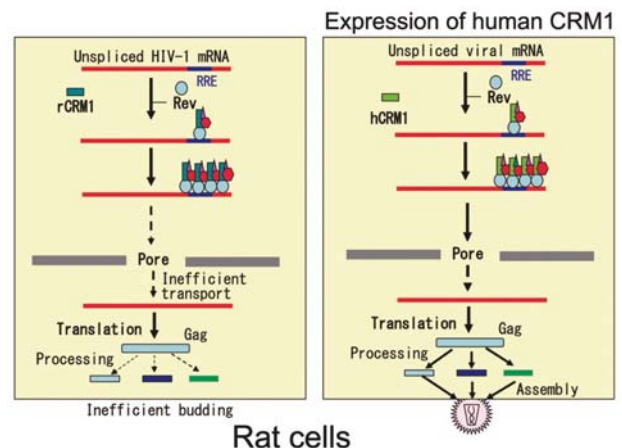 Expression of human CRM1
Unspliced HIV-1 mRNA
RRE
rCRM1
Rev
Pore
Inefficient
transport
Translation
Gag
Processing
Inefficient budding
Unspliced viral mRNA
RRE
hCRM1
Rev
Pore
Translation
Gag
Processing
Assembly
Rat cells